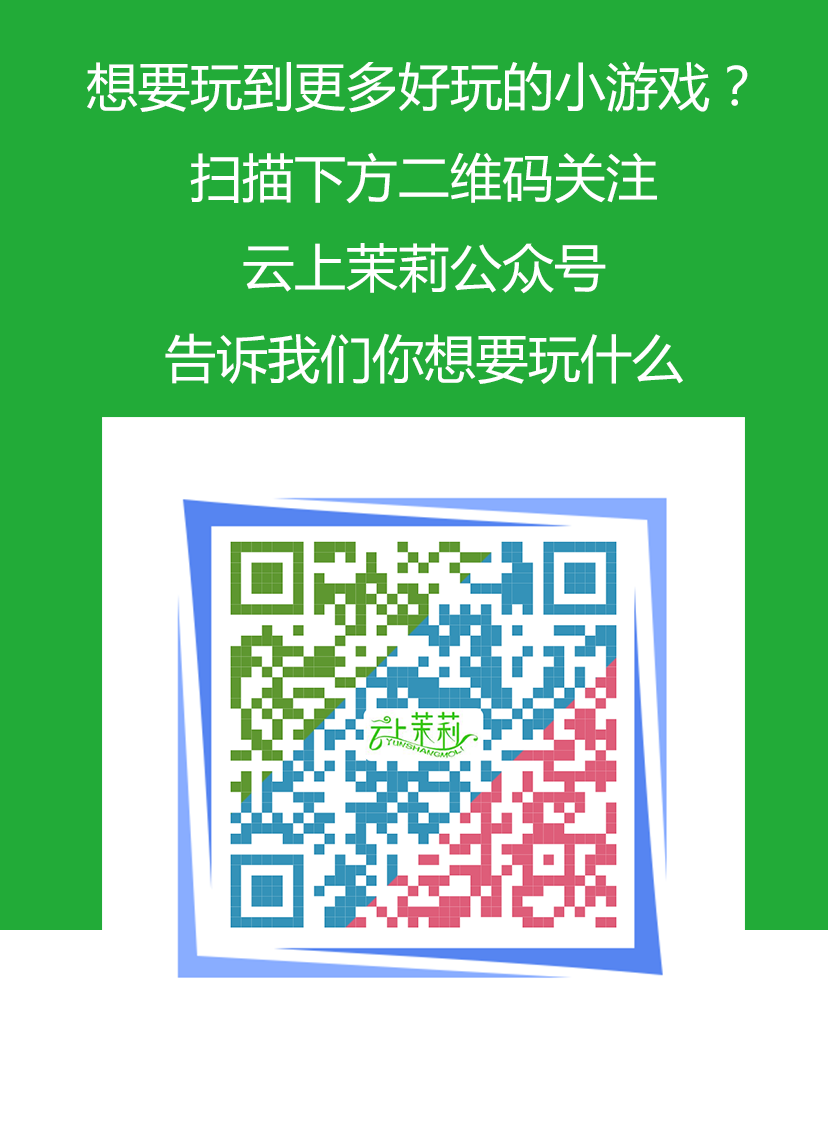 想要玩到更多好玩的小游戏？
扫描下方二维码关注
云上茉莉公众号
告诉我们你想要玩什么
云上茉莉
YUNSHANGMOLI